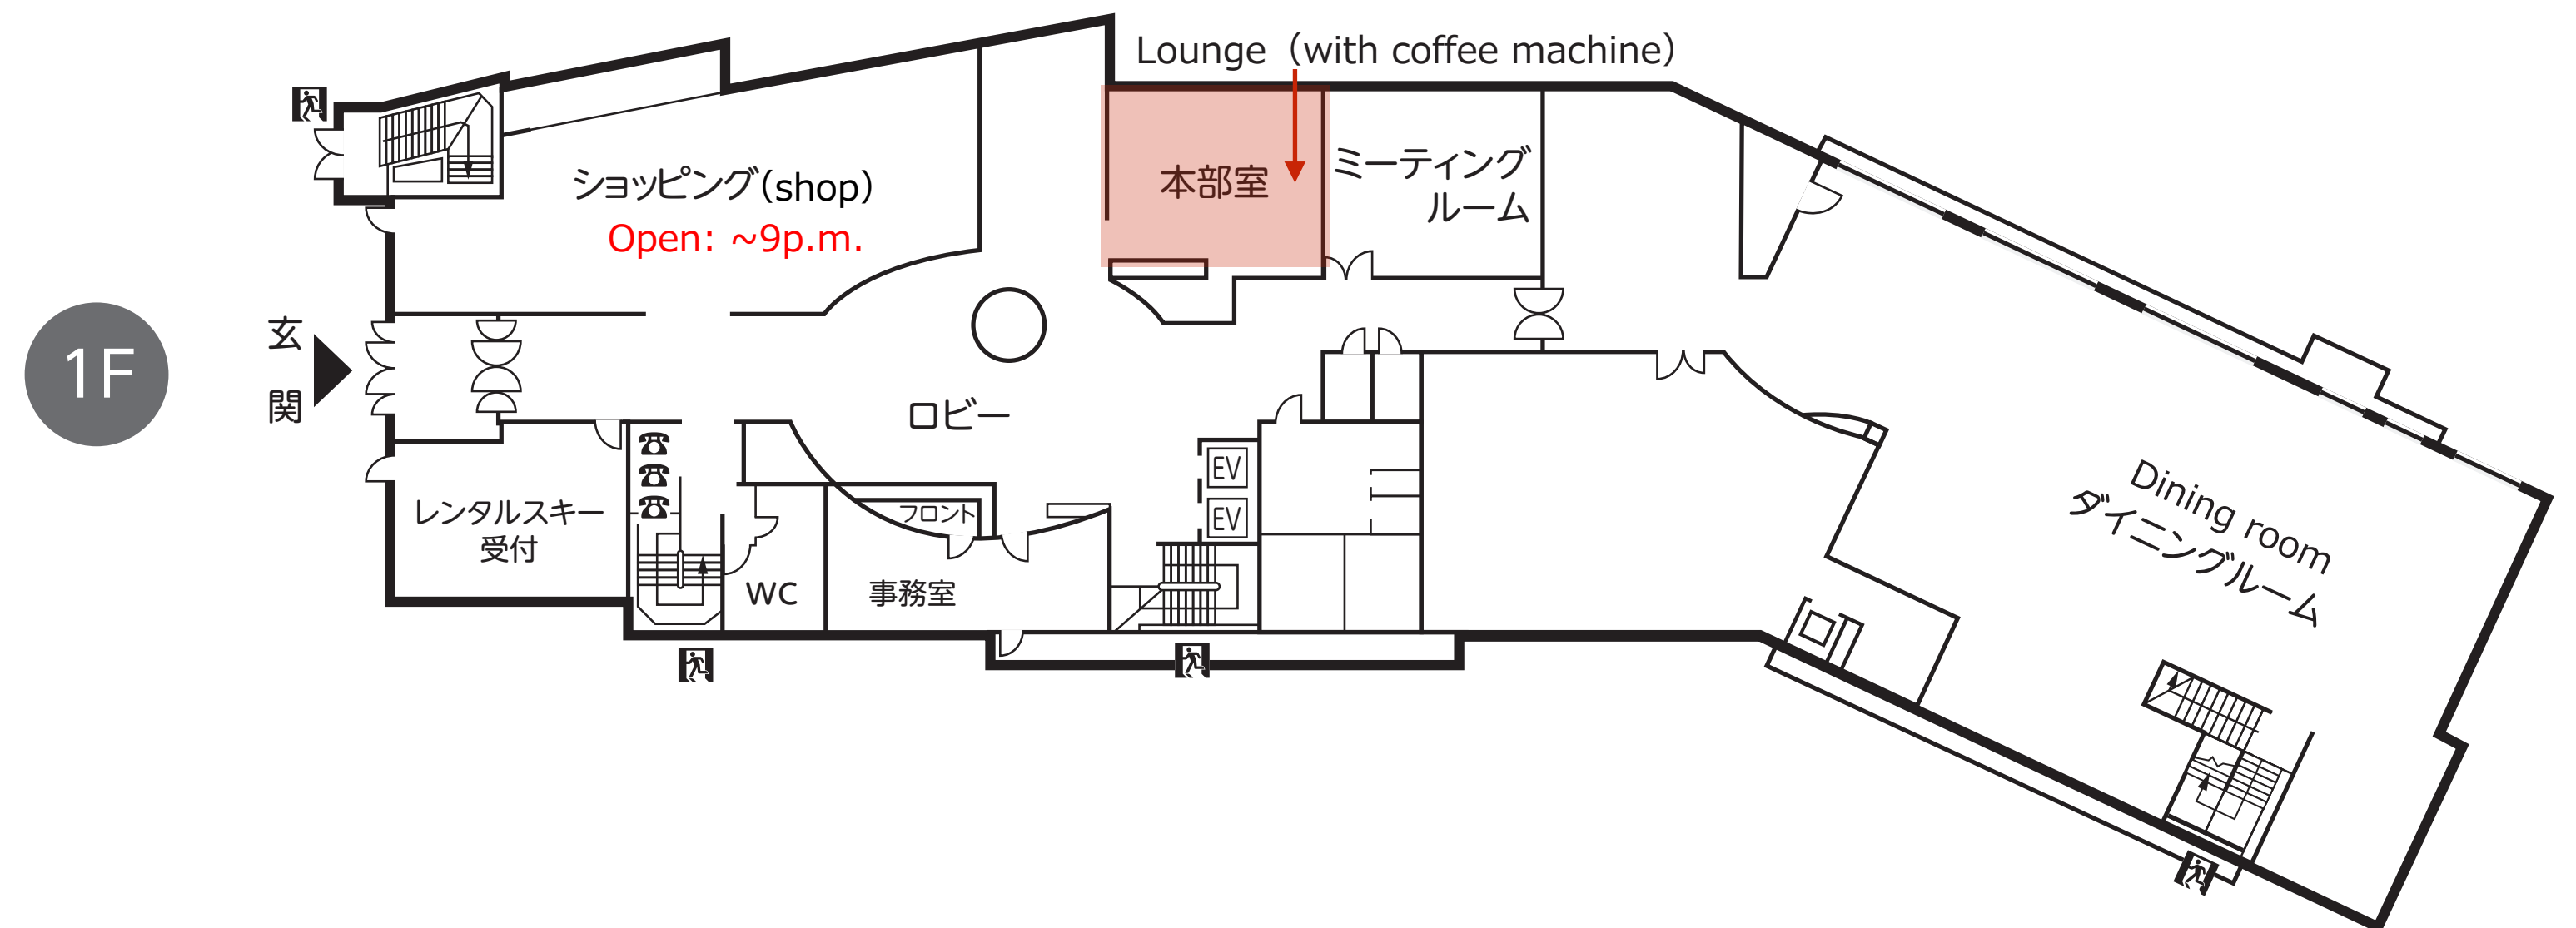 Lounge（with coffee machine）
ショッピング(shop)
Open: ~9p.m.
本部室
ミーティング
ルーム
1F
玄
関
ロビー
EV
EV
レンタルスキー
受付
WC
フロント
事務室
Dining room
ダイニングルーム